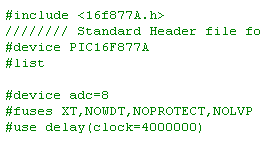 #include <16f877A.h>
//////// Standard Header file fo
#device PIC16F877A
#list
#device adc=8
#fuses XT,NOWDT,NOPROTECT,NOLVP
#use delay(clock=4000000)